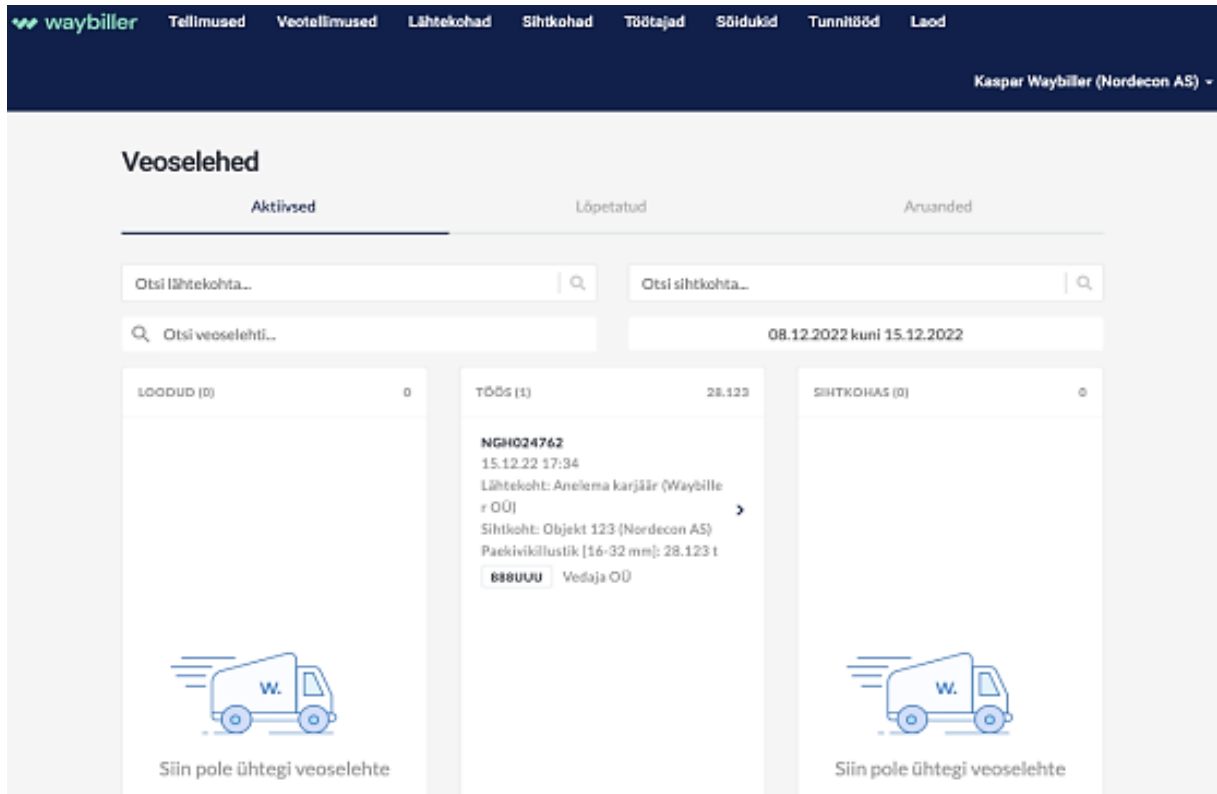 waybiller Tellimused Veotellimused Lähtekohad Sihtkohad Töötajad Sõidukid Tunnitööd Laod
Kaspar Waybiller (Nordecon AS)
Veoselehed
Aktiivsed Lõpetatud Aruanded
Otsi lähtekohta... Otsi sihtkohta...
Otsi veoselehti... 08.12.2022 kuni 15.12.2022
LOODUD (0) 0 TÖÖS (1) 28.123 SIHTKOHAS (0) 0
NGH024762
15.12.22 17:34
Lähtekoht: Anelema karjäär (Waybille
r OÜ)
Sihtkoht: Objekt 123 (Nordecon AS)
Paekivikillustik [16-32 mm]: 28.123 t
888UUU Vedaja OÜ
W. W.
Siin pole ühtegi veoselehte Siin pole ühtegi veoselehte